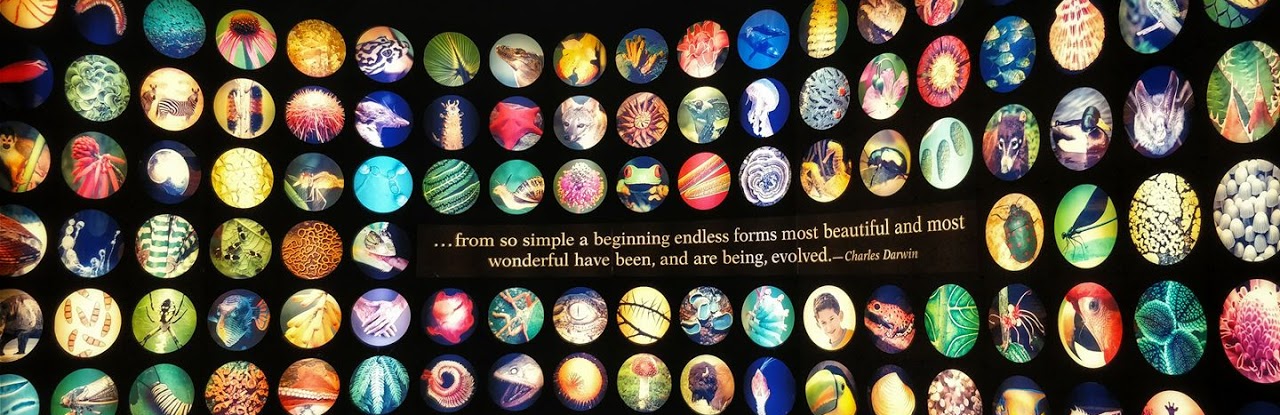 ...from so simple a beginning endless forms most beautiful and most
wonderful have been, and are being, evolved.—Charles Darwin